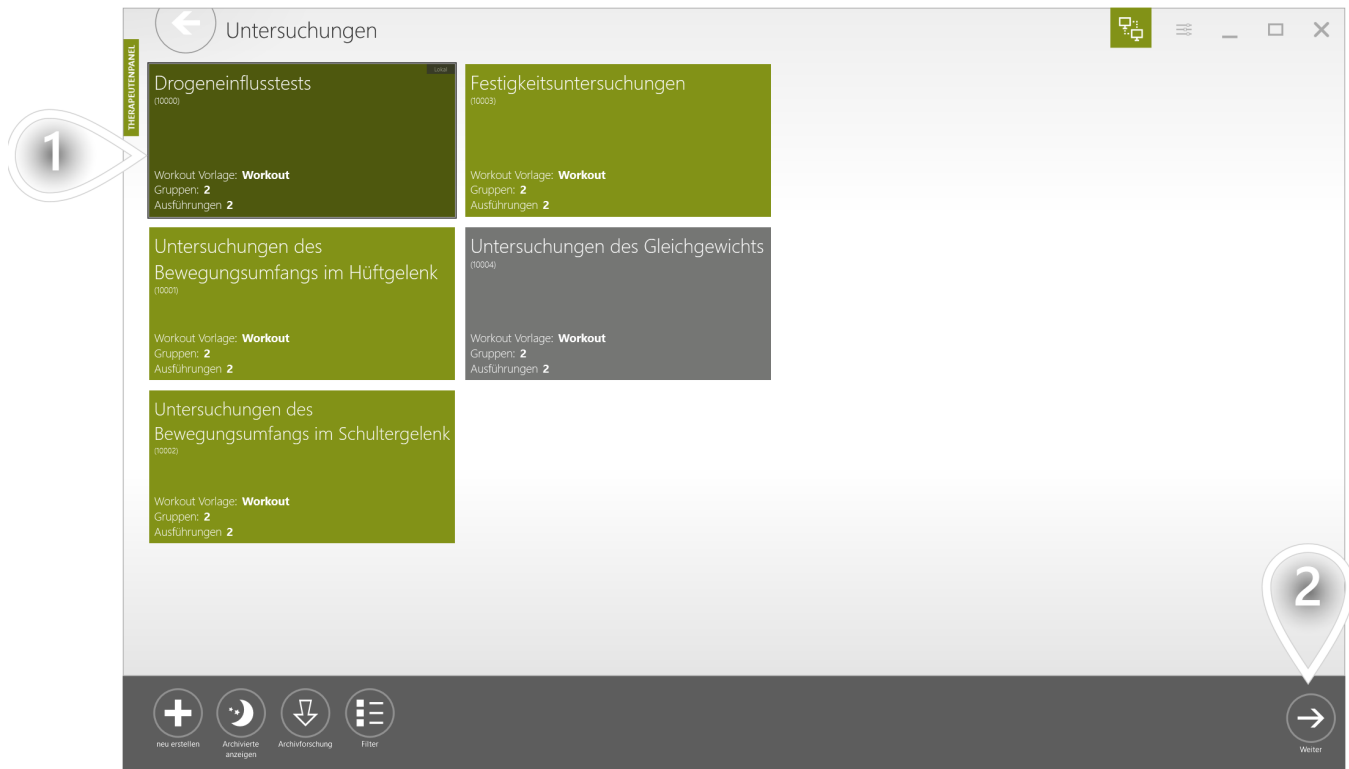 Untersuchungen
THERAPEUTENPANEL
1
Drogeneinflusstests
Lokal
(10000)
Workout Vorlage: Workout
Gruppen: 2
Ausführungen 2
Festigkeitsuntersuchungen
(10003)
Workout Vorlage: Workout
Gruppen: 2
Ausführungen 2
Untersuchungen des
Bewegungsumfangs im Hüftgelenk
(10001)
Workout Vorlage: Workout
Gruppen: 2
Ausführungen 2
Untersuchungen des Gleichgewichts
(10004)
Workout Vorlage: Workout
Gruppen: 2
Ausführungen 2
Untersuchungen des
Bewegungsumfangs im Schultergelenk
(10002)
Workout Vorlage: Workout
Gruppen: 2
Ausführungen 2
2
neu erstellen
Archivierte
anzeigen
Archivforschung
Filter
Weiter